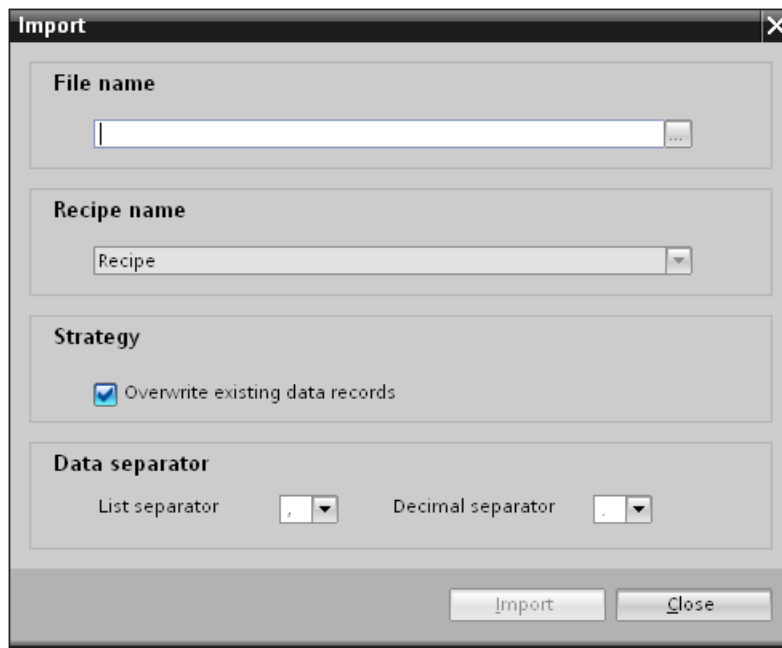 Import
File name
...
Recipe name
Recipe
Strategy
Overwrite existing data records
Data separator
List separator , Decimal separator .
Import Close